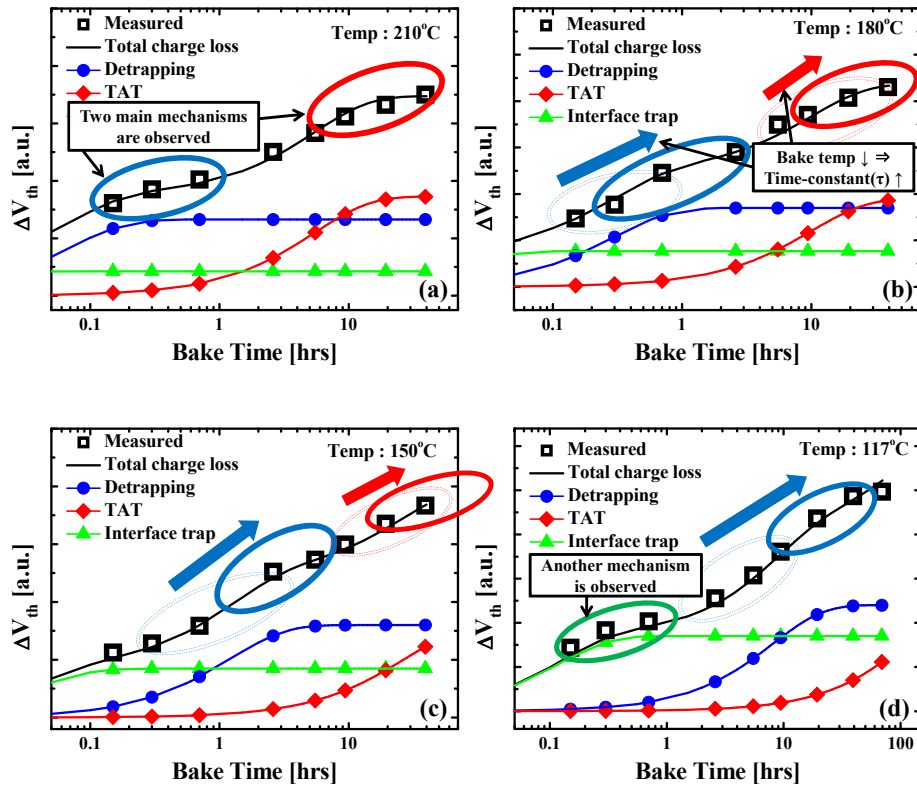 Measured
Total charge loss
Detrapping
TAT
Temp : 210°C
Two main mechanisms
are observed
ΔVth [a.u.]
(a)
0.1
1
10
Bake Time [hrs]
Measured
Total charge loss
Detrapping
TAT
Interface trap
Temp : 180°C
Bake temp ↓ ⇒
Time-constant(τ) ↑
ΔVth [a.u.]
(b)
0.1
1
10
Bake Time [hrs]
Measured
Total charge loss
Detrapping
TAT
Interface trap
Temp : 150°C
ΔVth [a.u.]
(c)
0.1
1
10
Bake Time [hrs]
Measured
Total charge loss
Detrapping
TAT
Interface trap
Temp : 117°C
Another mechanism
is observed
ΔVth [a.u.]
(d)
0.1
1
10
100
Bake Time [hrs]